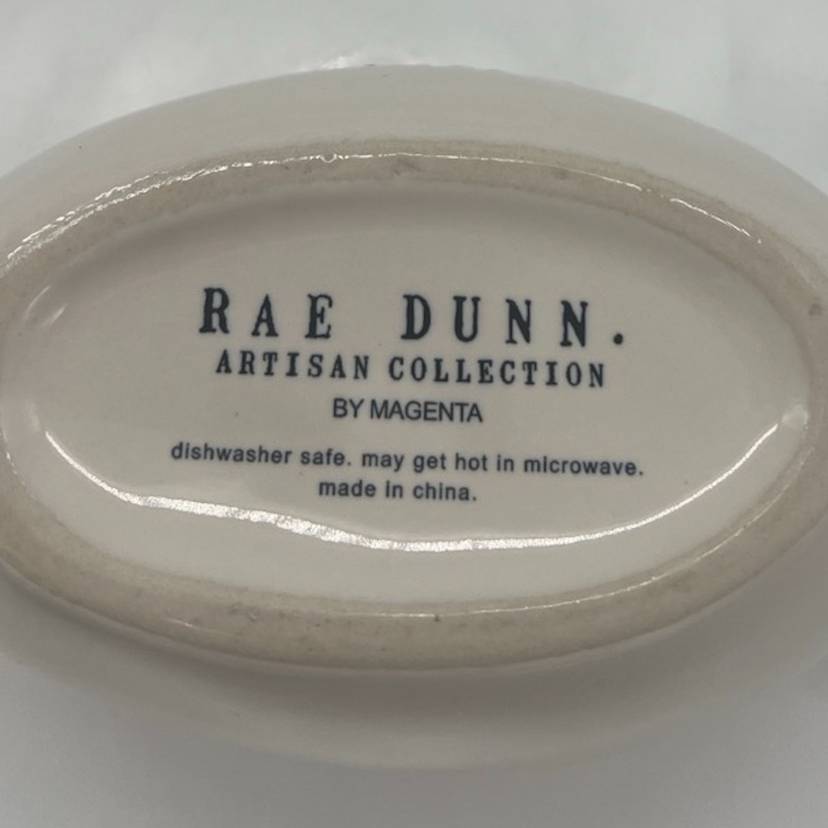 RAE DUNN.
ARTISAN COLLECTION
BY MAGENTA
dishwasher safe. may get hot in microwave.
made in china.